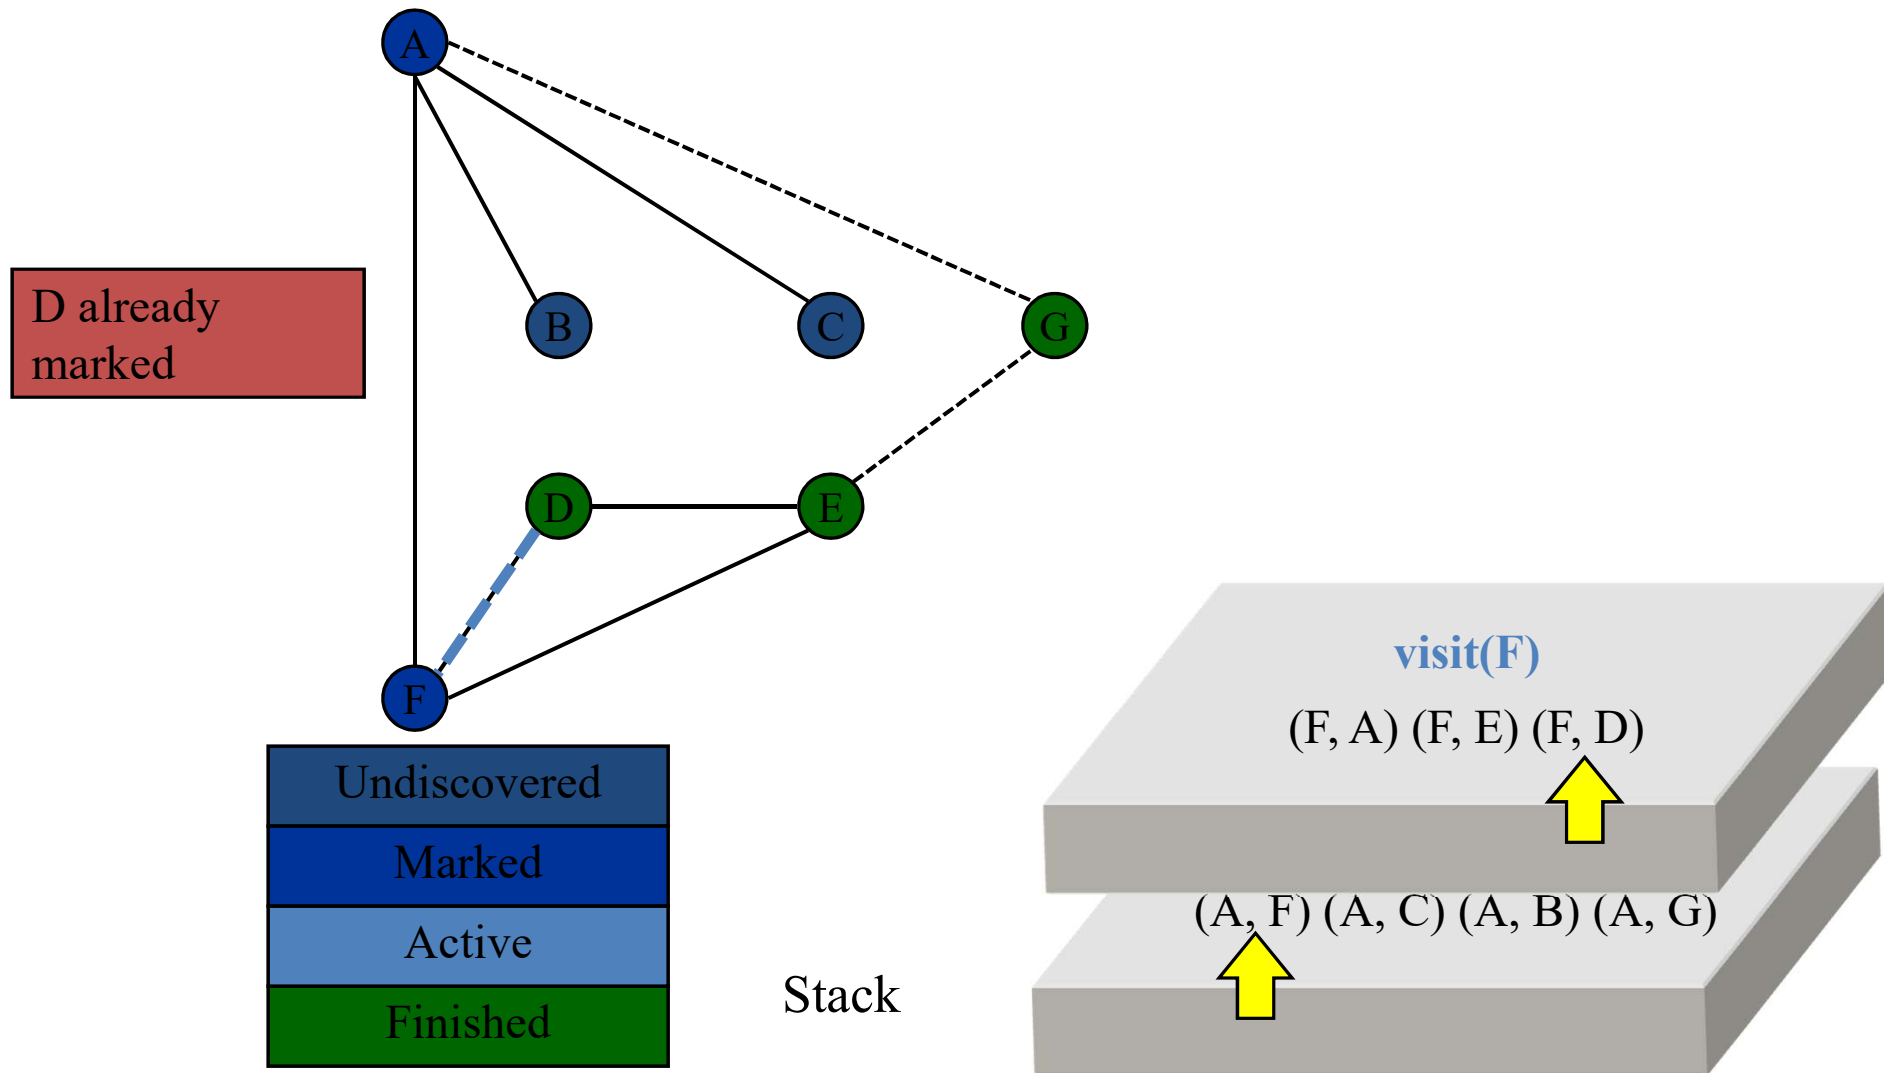 A
D already
marked
B
C
G
D
E
F
visit(F)
(F, A) (F, E) (F, D)
Undiscovered
Marked
Active
Finished
(A, F) (A, C) (A, B) (A, G)
Stack